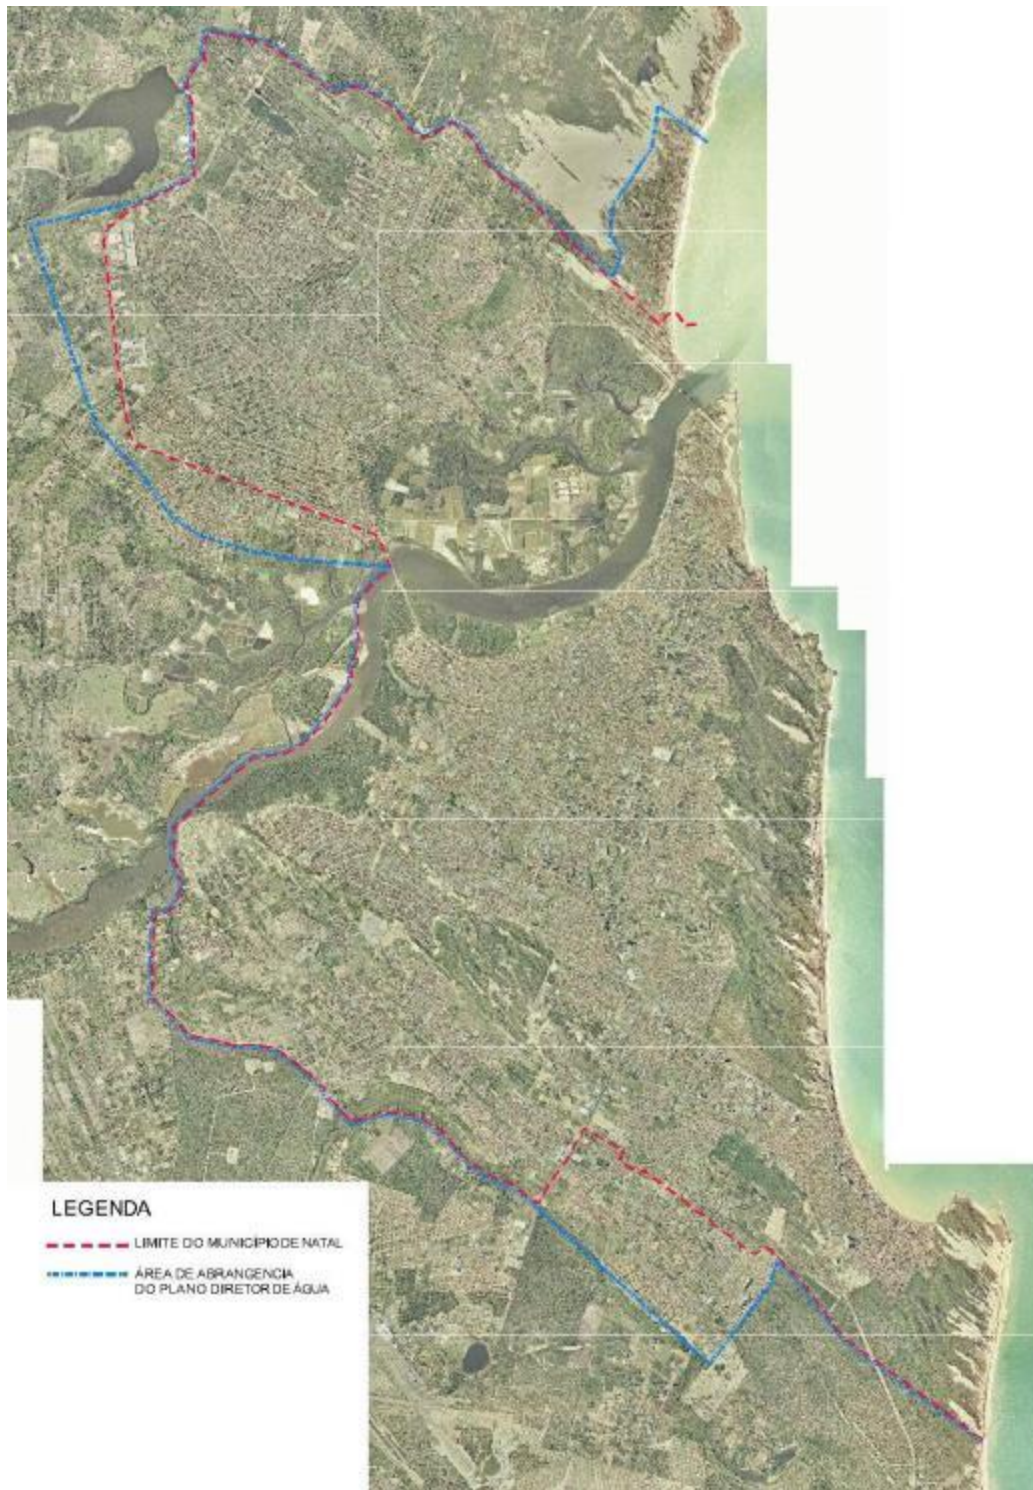 LEGENDA
LIMITE DO MUNICÍPIO DE NATAL
ÁREA DE ABRANGENCIA
DO PLANO DIRETOR DE ÁGUA